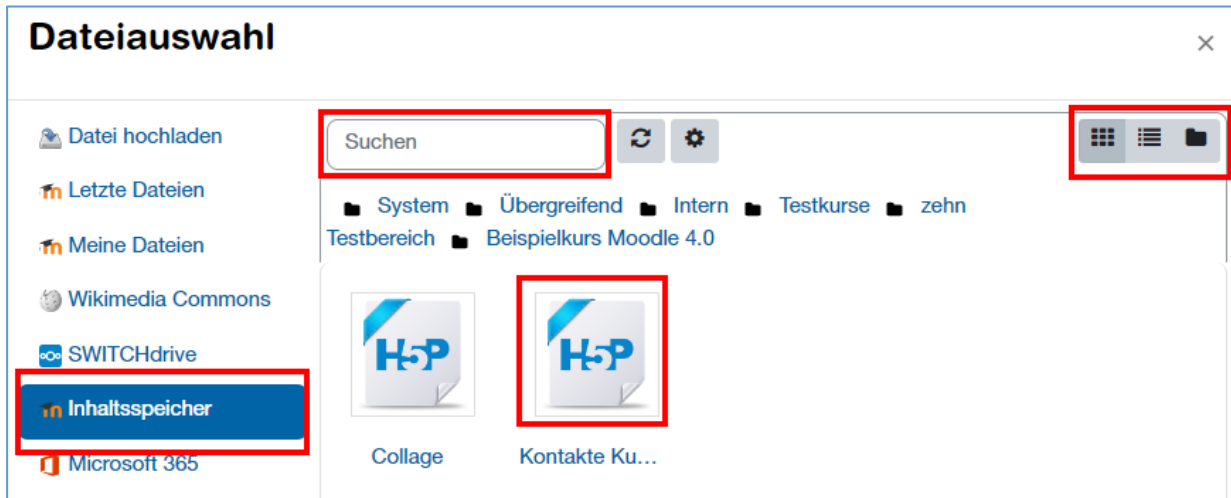 Dateiauswahl
×
Datei hochladen
Letzte Dateien
Meine Dateien
Wikimedia Commons
SWITCHdrive
Inhaltsspeicher
Microsoft 365
Suchen
System Übergreifend Intern Testkurse zehn
Testbereich Beispielkurs Moodle 4.0
H5P H5P
Collage Kontakte Ku...